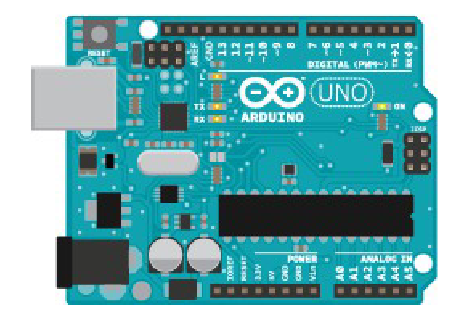 RESET
AREF
GND
13
12
~11
~10
~9
8
7
~6
~5
4
~3
2
TX→1
RX←0
DIGITAL (PWM~)
L
TX
RX
ARDUINO
UNO
ON
ICSP
POWER
ANALOG IN
IOREF
RESET
3.3V
5V
GND
GND
Vin
A0
A1
A2
A3
A4
A5